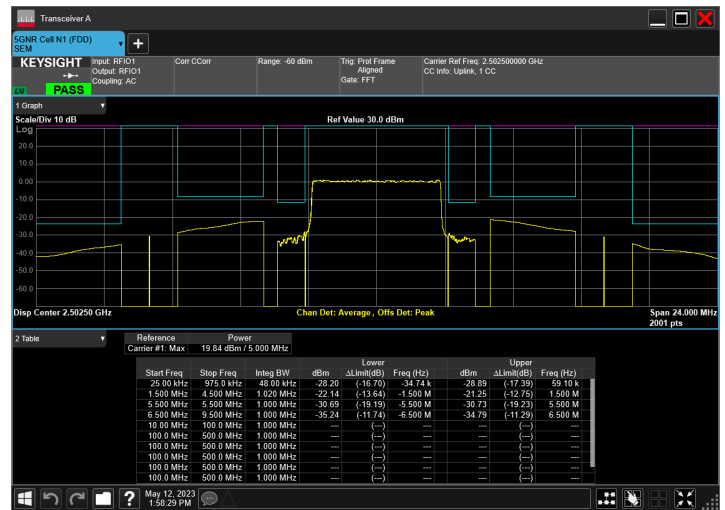 Transceiver A
5GNR Cell N1 (FDD)
SEM
KEYSIGHT
Input: RFIO1
Output: RFIO1
Coupling: AC
Corr CCorr
Range: -60 dBm
Trig: Prot Frame
Aligned
Gate: FFT
Carrier Ref Freq: 2.502500000 GHz
CC Info: Uplink, 1 CC
LXI PASS
1 Graph
Scale/Div 10 dB
Ref Value 30.0 dBm
Log
20.0
10.0
0.00
-10.0
-20.0
-30.0
-40.0
-50.0
-60.0
Disp Center 2.50250 GHz
Chan Det: Average , Offs Det: Peak
Span 24.000 MHz
2001 pts
2 Table
Reference Power
Carrier #1: Max 19.84 dBm / 5.000 MHz
Lower Upper
Start Freq Stop Freq Integ BW dBm ΔLimit(dB) Freq (Hz) dBm ΔLimit(dB) Freq (Hz)
25.00 kHz 975.0 kHz 48.00 kHz -28.20 (-16.70) -34.74 k -28.89 (-17.39) 59.10 k
1.500 MHz 4.500 MHz 1.020 MHz -22.14 (-13.64) -1.500 M -21.25 (-12.75) 1.500 M
5.500 MHz 5.500 MHz 1.000 MHz -30.69 (-19.19) -5.500 M -30.73 (-19.23) 5.500 M
6.500 MHz 9.500 MHz 1.000 MHz -35.24 (-11.74) -6.500 M -34.79 (-11.29) 6.500 M
10.00 MHz 100.0 MHz 1.000 MHz --- (---) --- --- (---) ---
100.0 MHz 500.0 MHz 1.000 MHz --- (---) --- --- (---) ---
100.0 MHz 500.0 MHz 1.000 MHz --- (---) --- --- (---) ---
100.0 MHz 500.0 MHz 1.000 MHz --- (---) --- --- (---) ---
100.0 MHz 500.0 MHz 1.000 MHz --- (---) --- --- (---) ---
100.0 MHz 500.0 MHz 1.000 MHz --- (---) --- --- (---) ---
May 12, 2023
1:58:29 PM